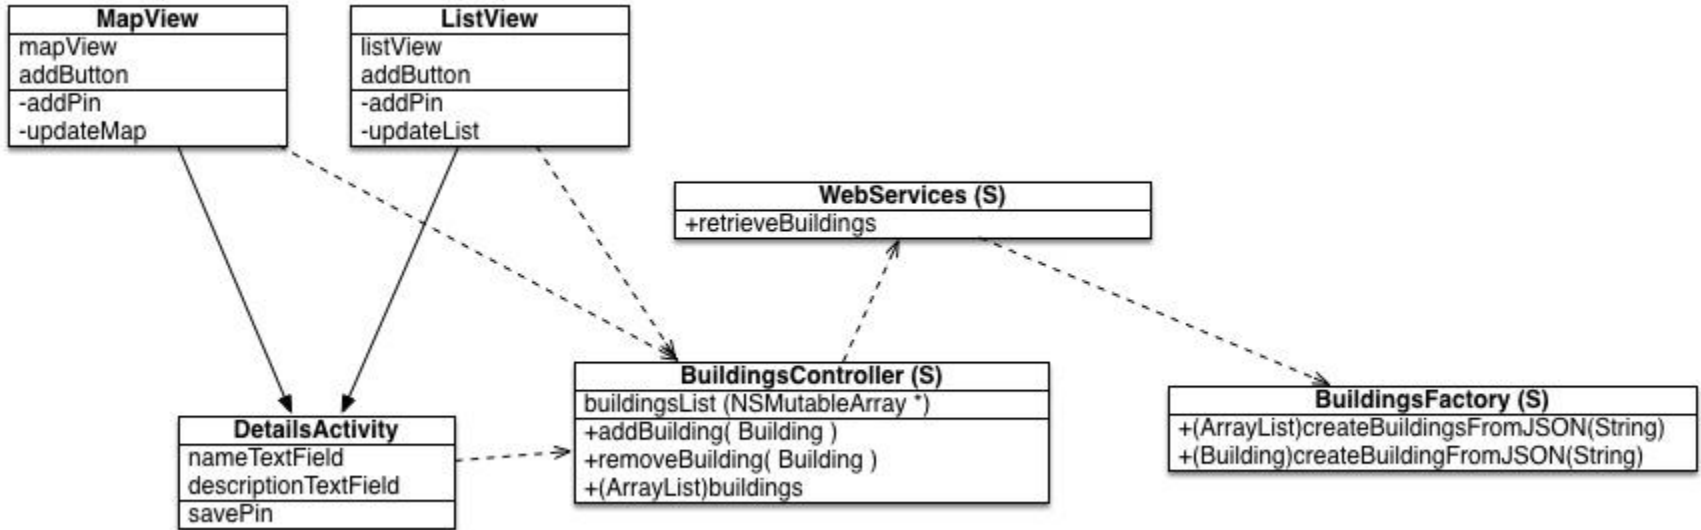 MapView
mapView
addButton
-addPin
-updateMap
ListView
listView
addButton
-addPin
-updateList
WebServices (S)
+retrieveBuildings
DetailsActivity
nameTextField
descriptionTextField
savePin
BuildingsController (S)
buildingsList (NSMutableArray *)
+addBuilding( Building )
+removeBuilding( Building )
+(ArrayList)buildings
BuildingsFactory (S)
+(ArrayList)createBuildingsFromJSON(String)
+(Building)createBuildingFromJSON(String)